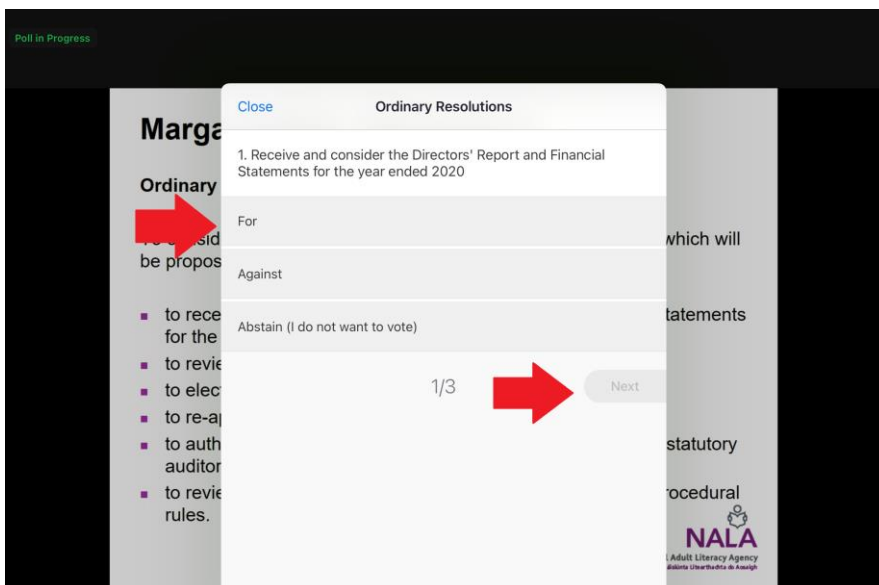 Poll in Progress
Close
Ordinary Resolutions
1. Receive and consider the Directors' Report and Financial
Statements for the year ended 2020
For
Against
Abstain (I do not want to vote)
1/3
Next
Ordinary
which will
be propos
to rece
tatements
for the
to revie
to elec
to re-a
to auth
statutory
auditor
to revie
ocedural
rules.
NALA
Adult Literacy Agency